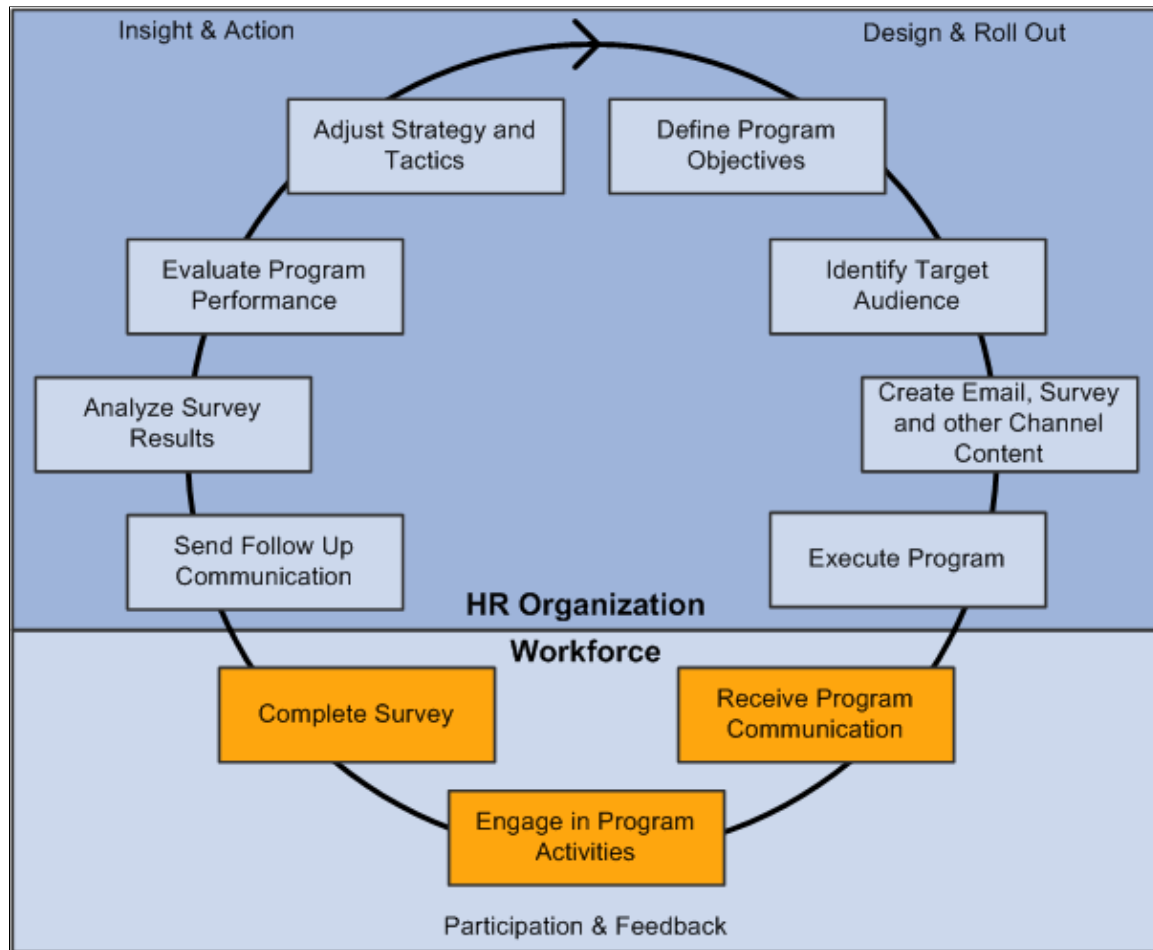 Insight & Action
Design & Roll Out
Adjust Strategy and
Tactics
Define Program
Objectives
Evaluate Program
Performance
Identify Target
Audience
Analyze Survey
Results
Create Email, Survey
and other Channel
Content
Send Follow Up
Communication
Execute Program
HR Organization
Workforce
Complete Survey
Receive Program
Communication
Engage in Program
Activities
Participation & Feedback